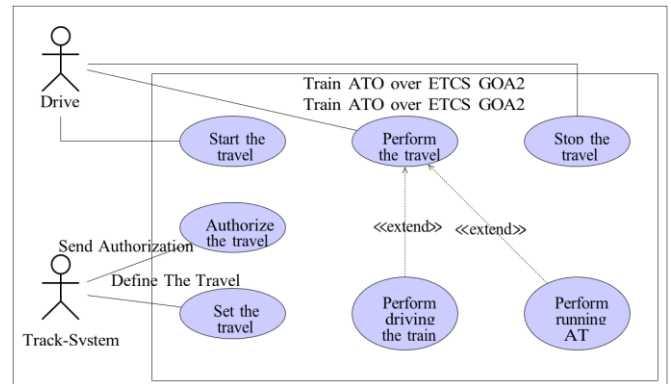 Train ATO over ETCS GOA2
Train ATO over ETCS GOA2
Drive
Start the
travel
Perform
the travel
Stop the
travel
Authorize
the travel
Send Authorization
«extend»
«extend»
Define The Travel
Set the
travel
Perform
driving
the train
Perform
running
AT
Track-System